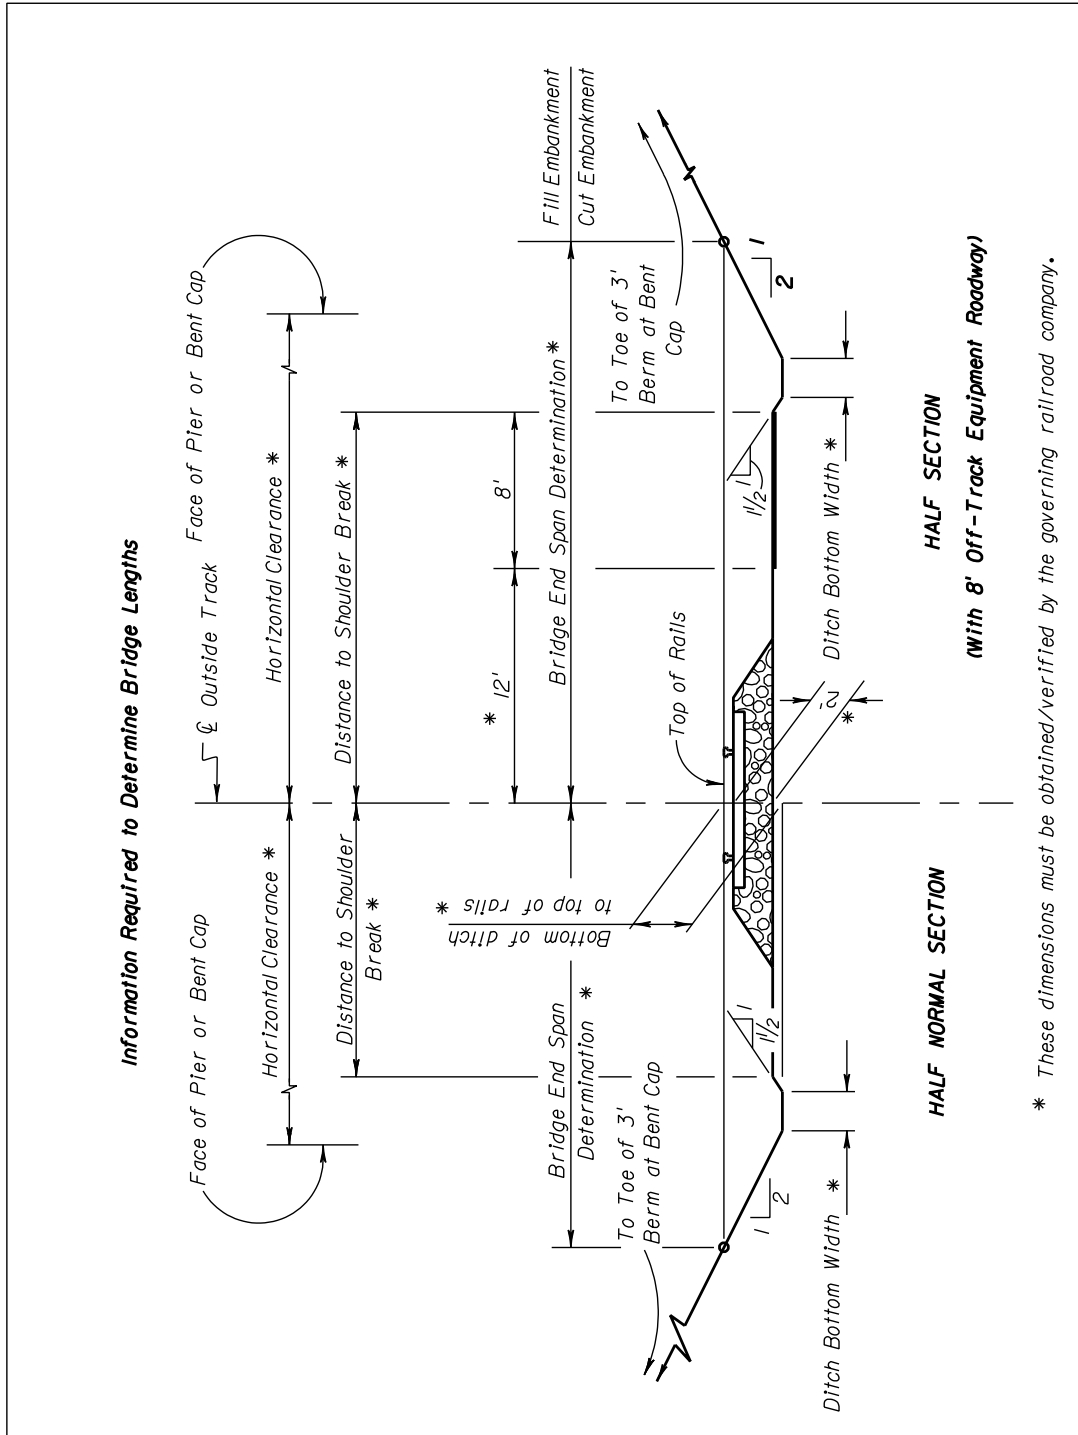 Information Required to Determine Bridge Lengths
Face of Pier or Bent Cap
℄ Outside Track
Face of Pier or Bent Cap
Horizontal Clearance *
Horizontal Clearance *
Distance to Shoulder
Break *
Distance to Shoulder Break *
* 12'
8'
Bottom of ditch
to top of rails *
Bridge End Span
Determination *
Bridge End Span Determination *
Fill Embankment
Cut Embankment
To Toe of 3'
Berm at Bent Cap
Top of Rails
To Toe of 3'
Berm at Bent
Cap
1
2
1
1½
1
1½
1
2
2'
*
Ditch Bottom Width *
Ditch Bottom Width *
HALF NORMAL SECTION
HALF SECTION
(With 8' Off-Track Equipment Roadway)
* These dimensions must be obtained/verified by the governing railroad company.